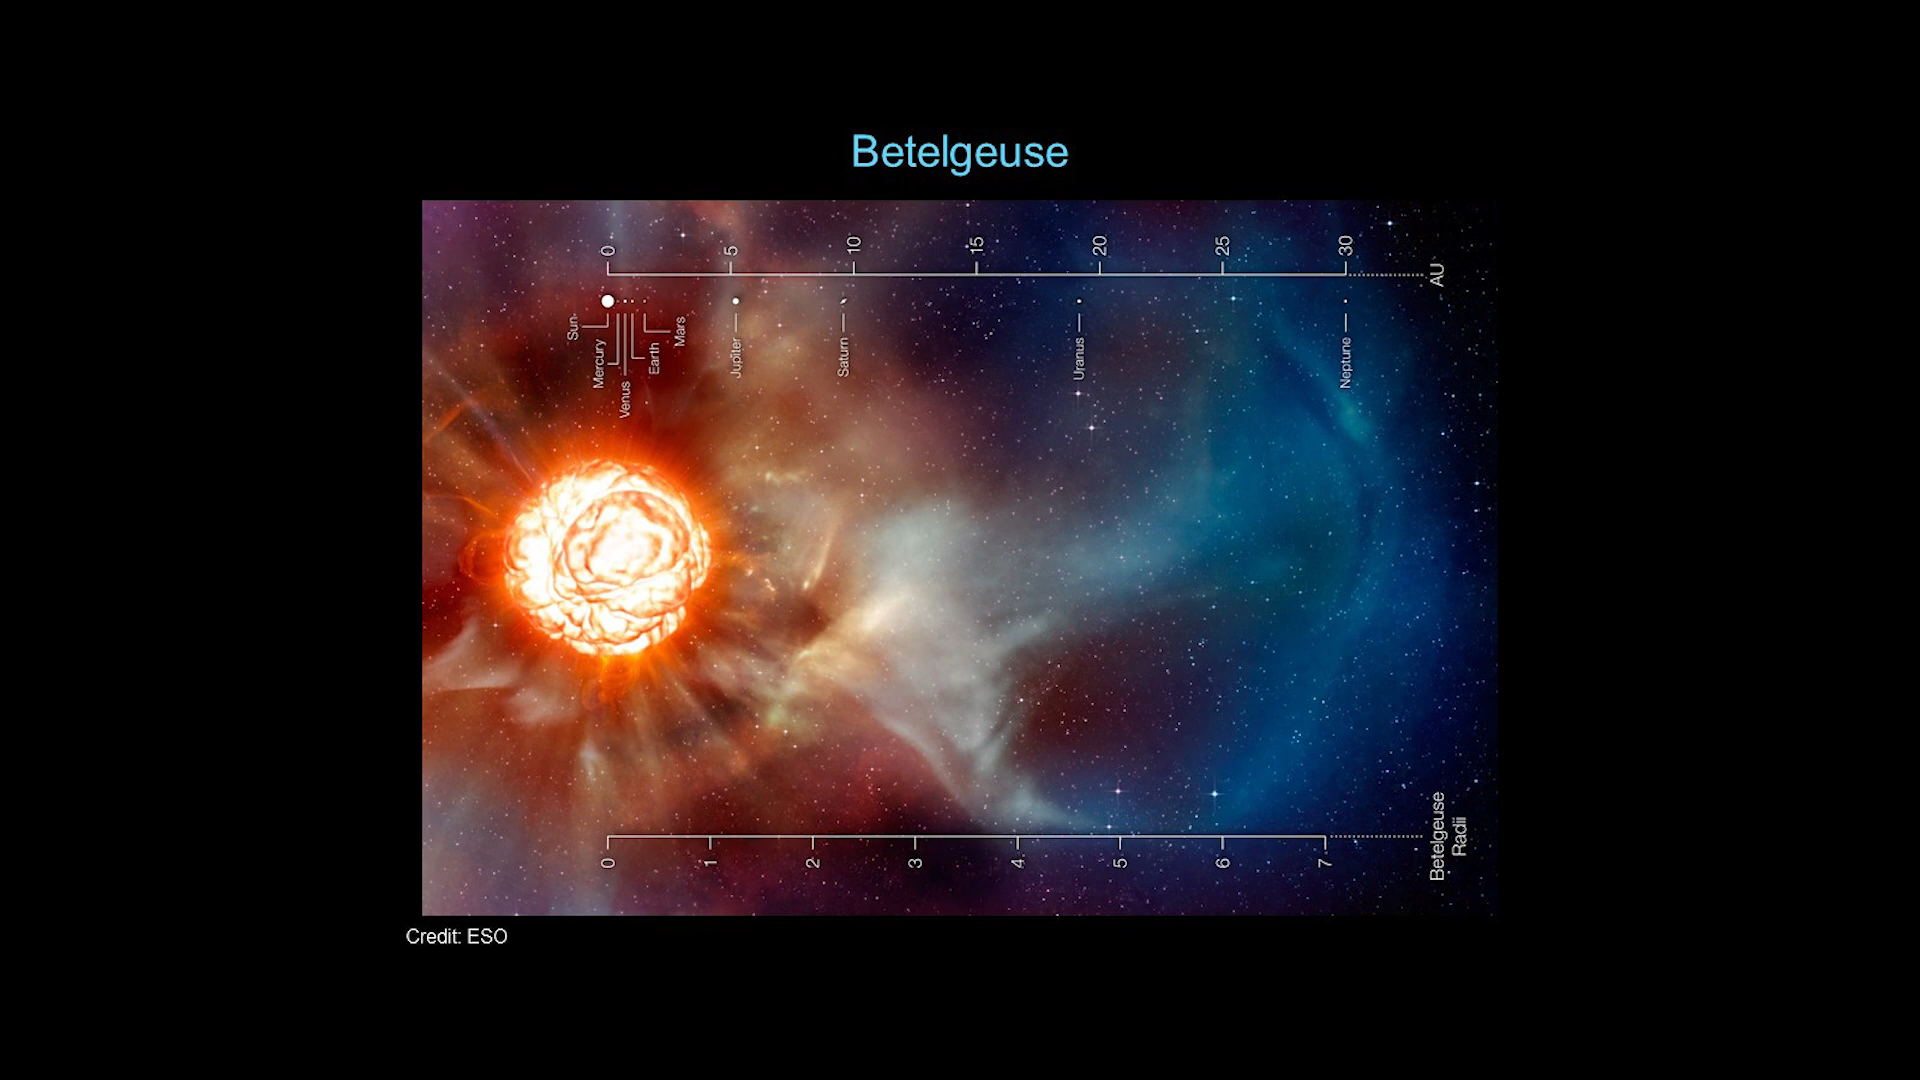 Betelgeuse
0 5 10 15 20 25 30
AU
Sun
Mercury
Venus
Earth
Mars
Jupiter
Saturn
Uranus
Neptune
0 1 2 3 4 5 6 7
Betelgeuse
Radii
Credit: ESO